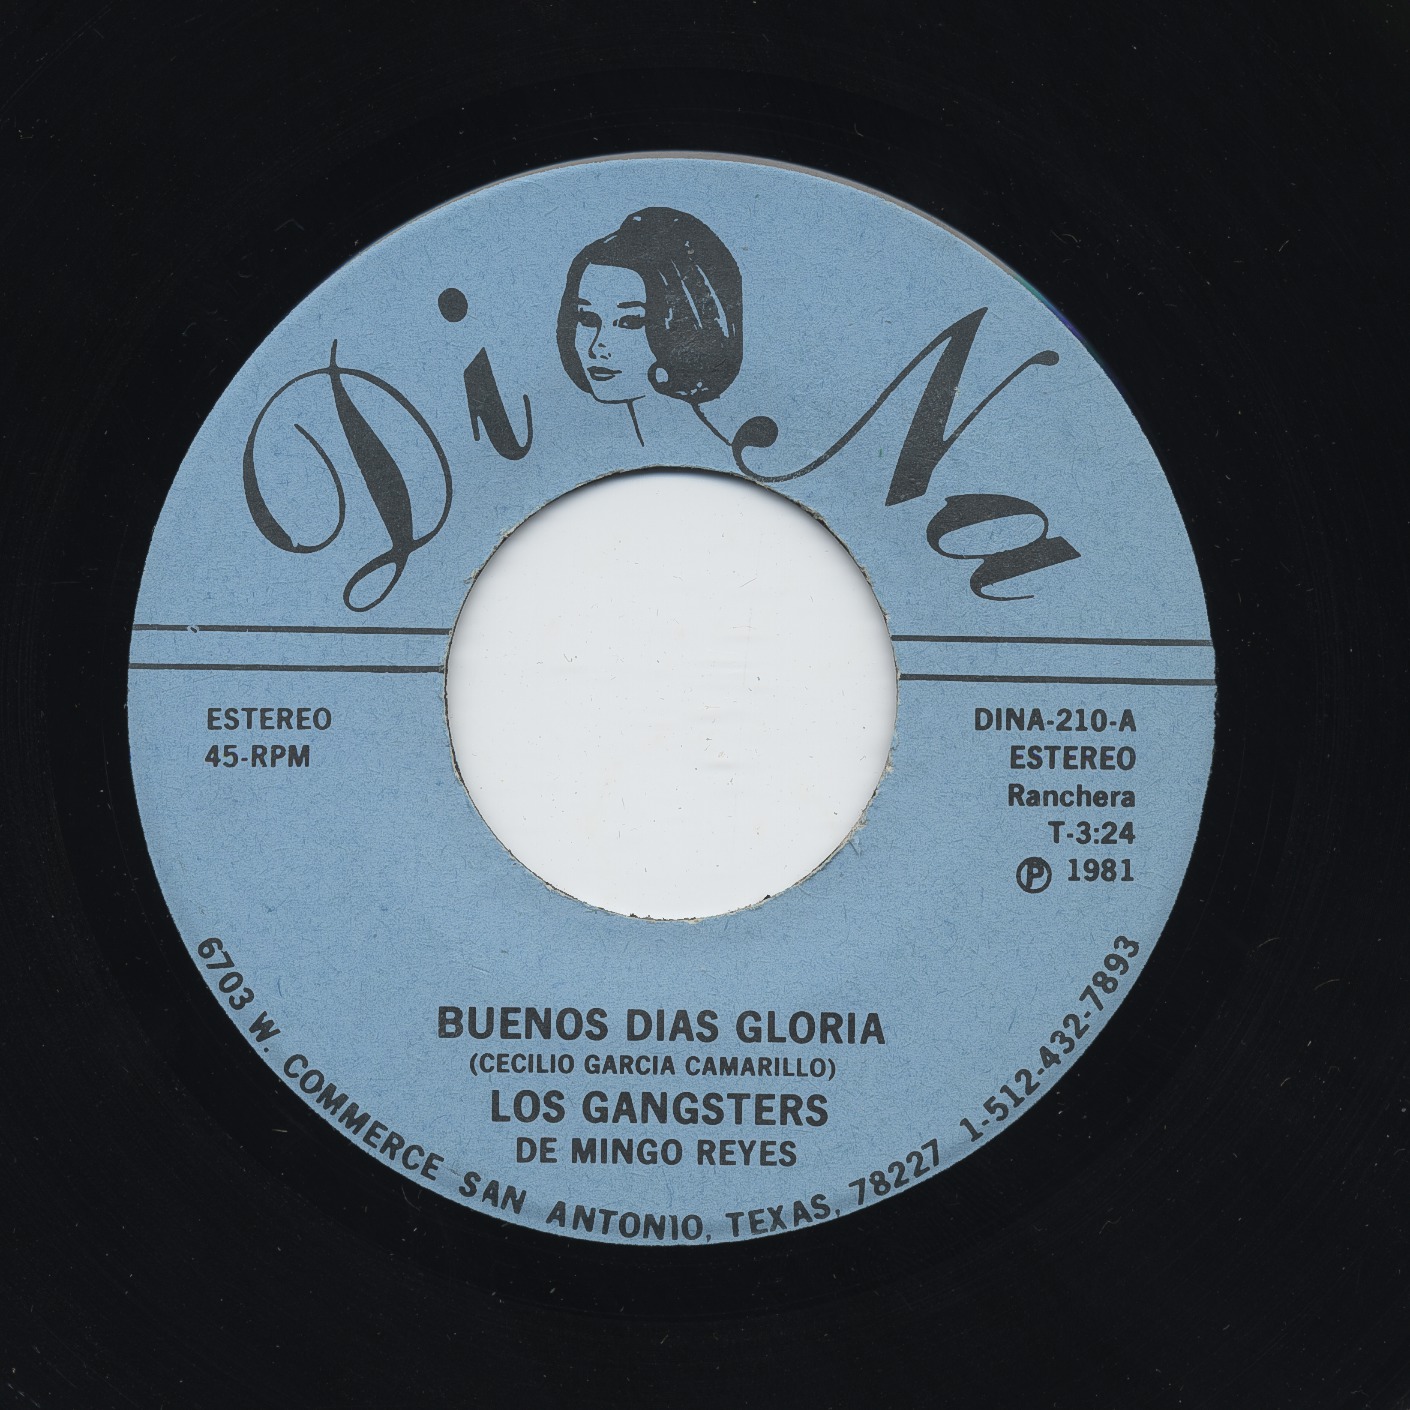 Di Na
ESTEREO
45-RPM
DINA-210-A
ESTEREO
Ranchera
T-3:24
Ⓟ 1981
BUENOS DIAS GLORIA
(CECILIO GARCIA CAMARILLO)
LOS GANGSTERS
DE MINGO REYES
6703 W. COMMERCE SAN ANTONIO, TEXAS, 78227 1-512-432-7893